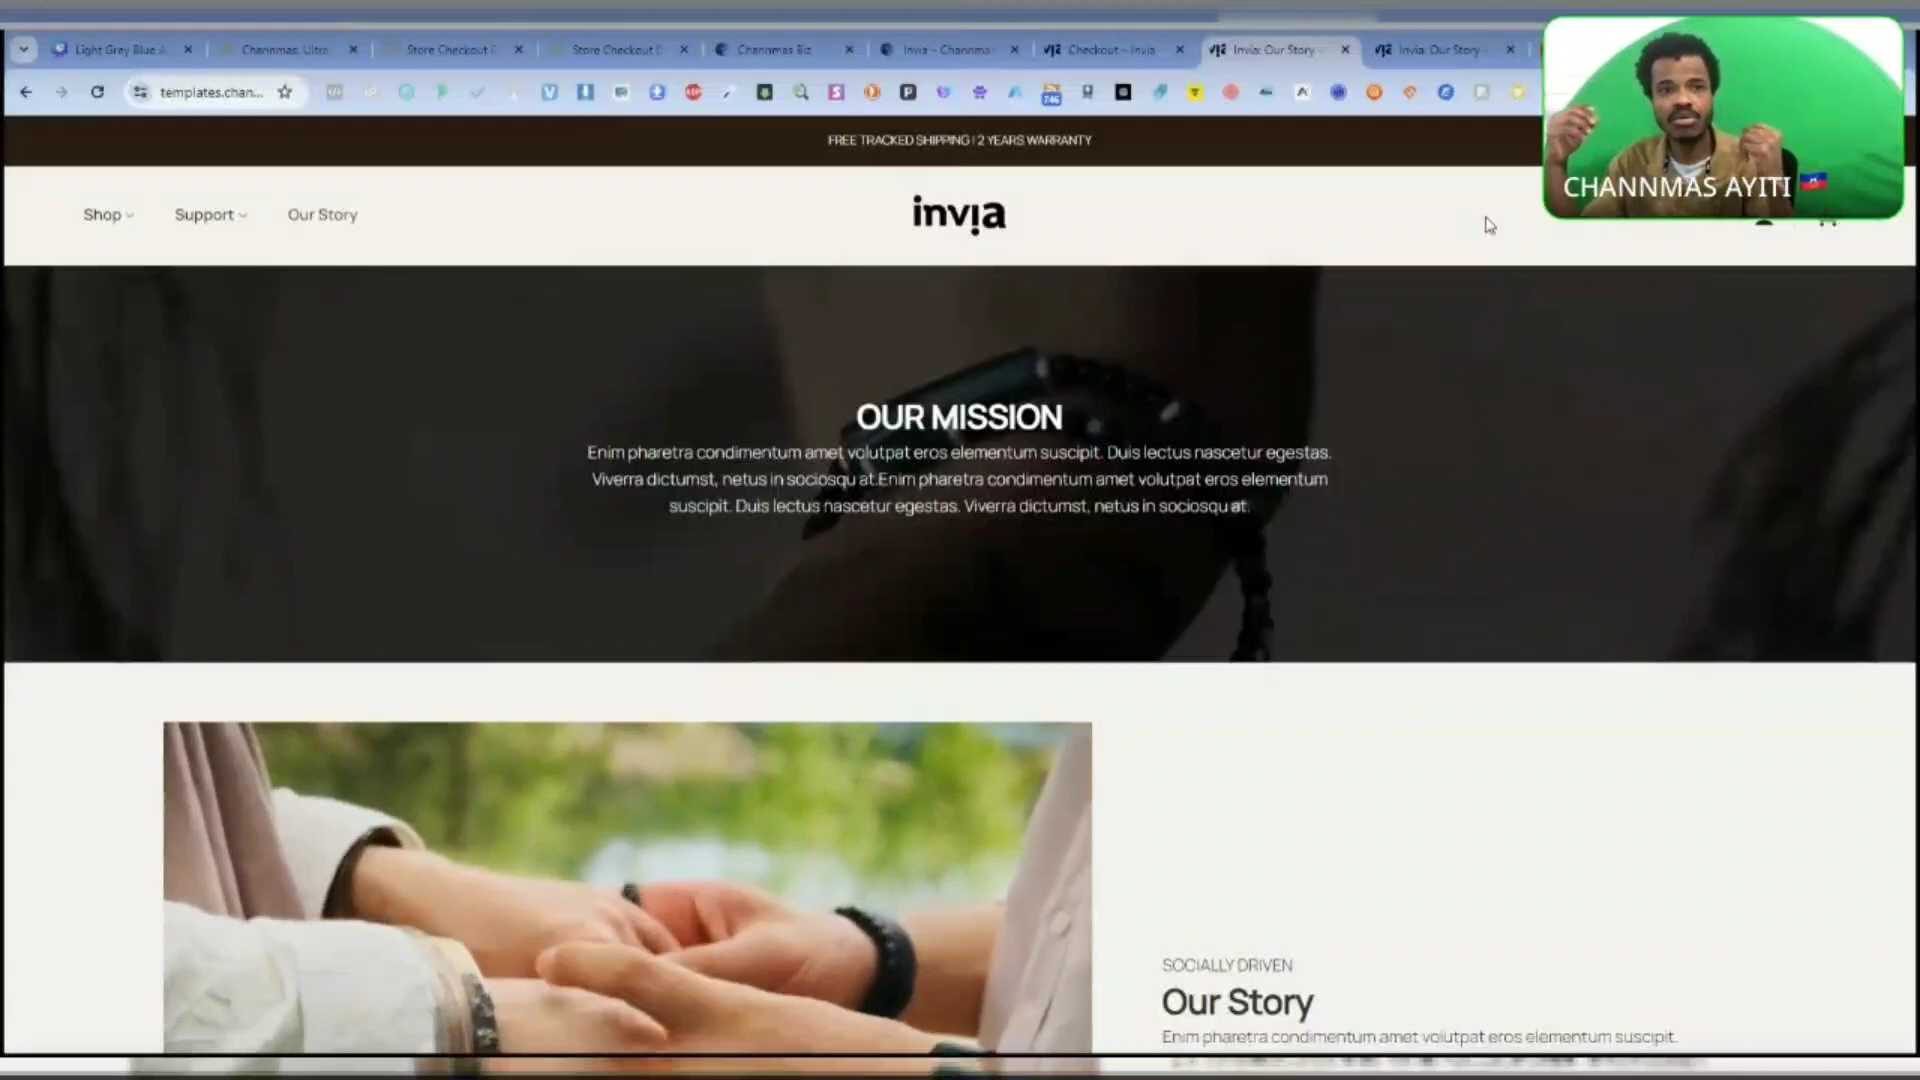 Light Grey Blue A
Channmas: Ultra
Store Checkout
Store Checkout
Channmas Biz
Invia – Channmas
Checkout – Invia
Invia: Our Story –
Invia: Our Story –
templates.chan...
746
CHANNMAS AYITI
FREE TRACKED SHIPPING | 2 YEARS WARRANTY
Shop
Support
Our Story
invia
OUR MISSION
Enim pharetra condimentum amet volutpat eros elementum suscipit. Duis lectus nascetur egestas.
Viverra dictumst, netus in sociosqu at.Enim pharetra condimentum amet volutpat eros elementum
suscipit. Duis lectus nascetur egestas. Viverra dictumst, netus in sociosqu at.
SOCIALLY DRIVEN
Our Story
Enim pharetra condimentum amet volutpat eros elementum suscipit.